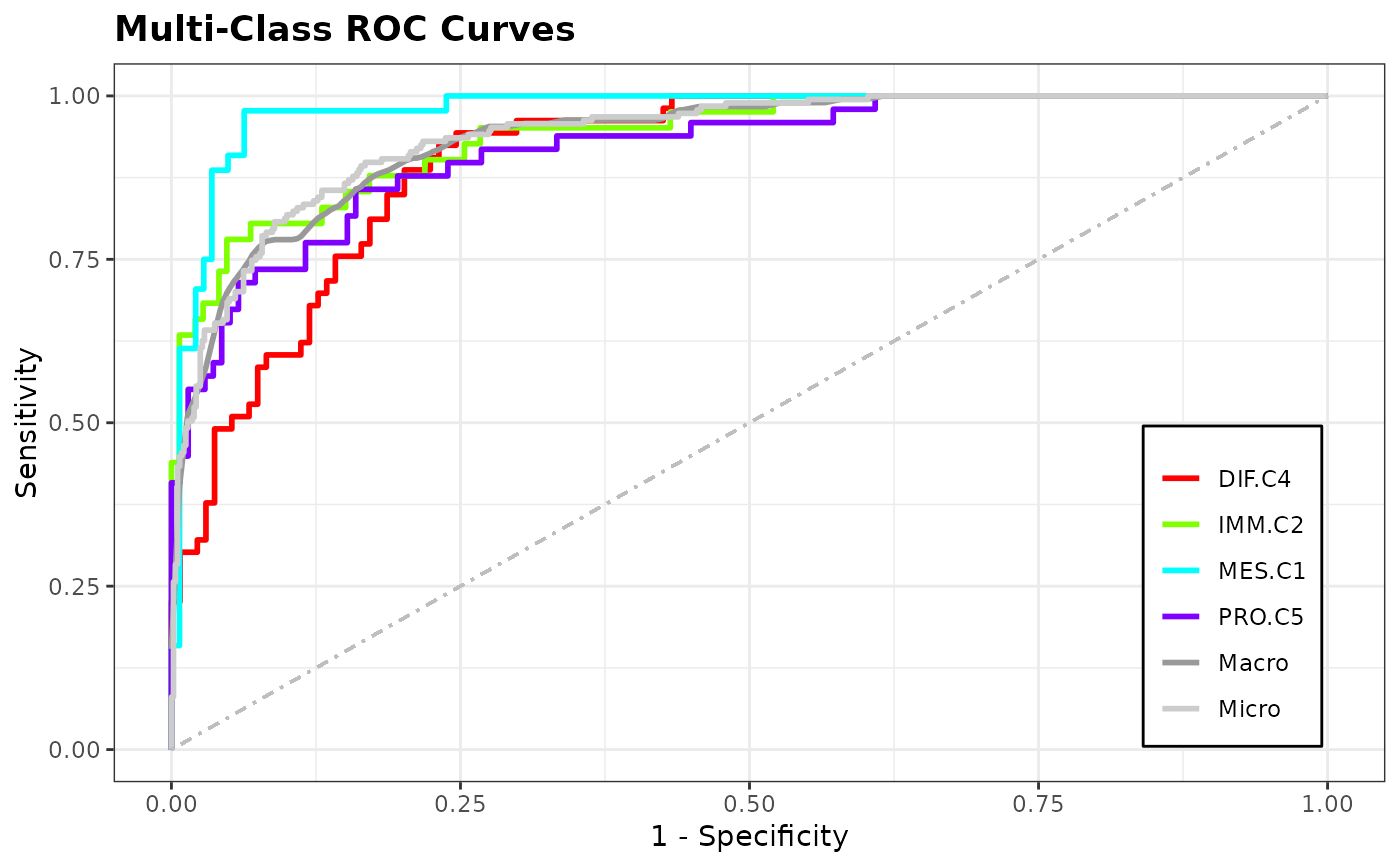 Multi-Class ROC Curves
1.00
0.75
0.50
0.25
0.00
Sensitivity
DIF.C4
IMM.C2
MES.C1
PRO.C5
Macro
Micro
0.00 0.25 0.50 0.75 1.00
1 - Specificity